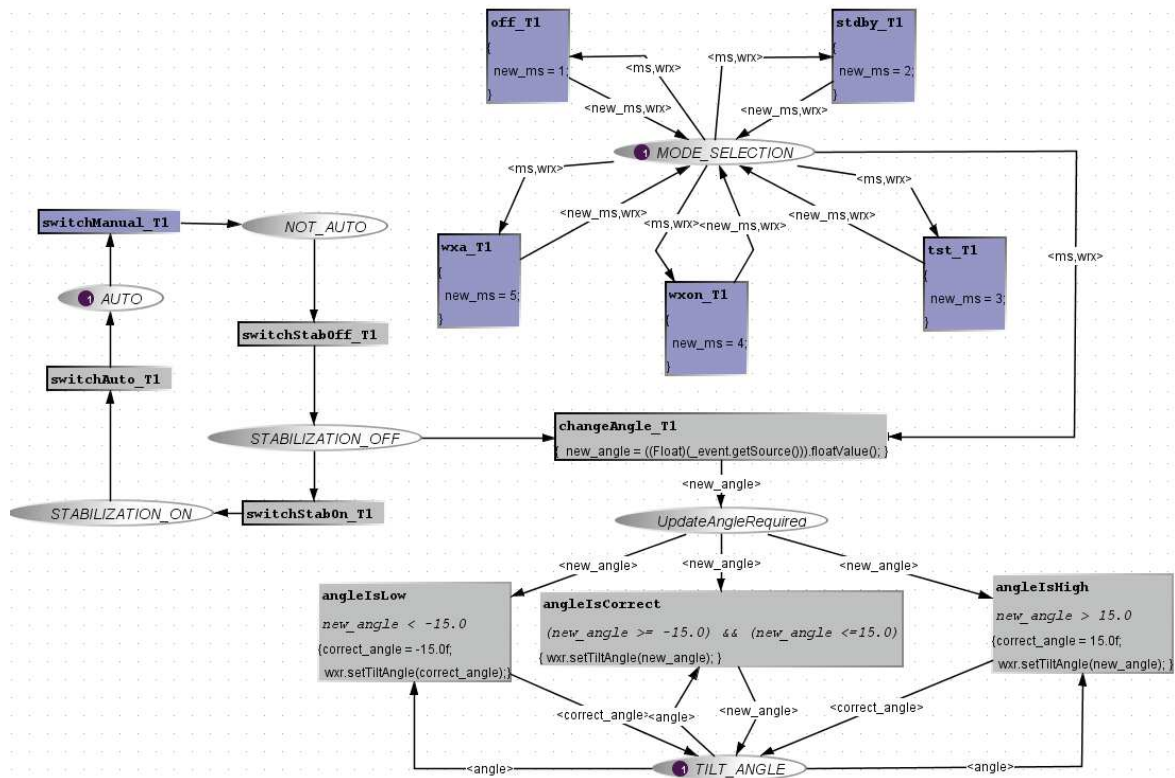 off_T1
{
new_ms = 1;
}
stdby_T1
{
new_ms = 2;
}
<ms,wrx>
<ms,wrx>
<new_ms,wrx>
<new_ms,wrx>
1 MODE_SELECTION
<ms,wrx>
<ms,wrx>
<new_ms,wrx>
<ms,wrx>
<new_ms,wrx>
<new_ms,wrx>
<ms,wrx>
switchManual_T1
NOT_AUTO
wxa_T1
{
new_ms = 5;
}
wxon_T1
{
new_ms = 4;
}
tst_T1
{
new_ms = 3;
}
1 AUTO
switchStabOff_T1
switchAuto_T1
STABILIZATION_OFF
changeAngle_T1
{ new_angle = ((Float)(_event.getSource())).floatValue(); }
<new_angle>
STABILIZATION_ON
switchStabOn_T1
UpdateAngleRequired
<new_angle>
<new_angle>
<new_angle>
angleIsLow
new_angle < -15.0
{correct_angle = -15.0f;
wxr.setTiltAngle(correct_angle);}
angleIsCorrect
(new_angle >= -15.0) && (new_angle <=15.0)
{ wxr.setTiltAngle(new_angle); }
angleIsHigh
new_angle > 15.0
{correct_angle = 15.0f;
wxr.setTiltAngle(new_angle); }
<correct_angle>
<angle>
<new_angle>
<correct_angle>
<angle>
1 TILT_ANGLE
<angle>